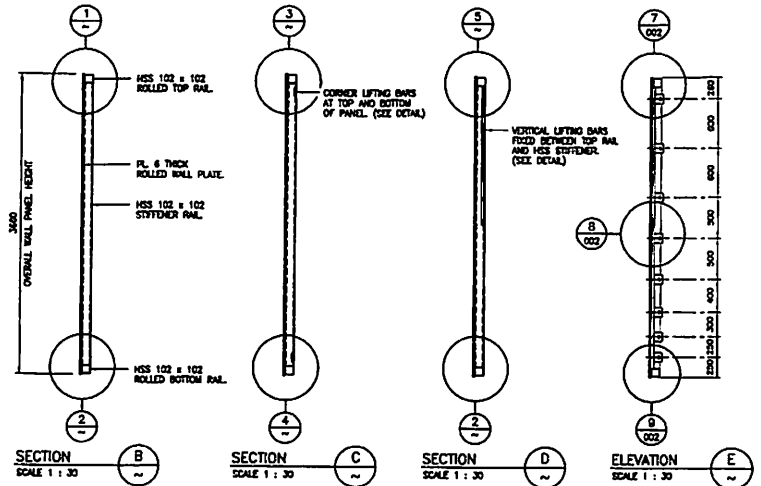 1
~
3
~
5
~
7
002
HSS 102 x 102
ROLLED TOP RAIL.
PL. 6 THICK
ROLLED WALL PLATE.
HSS 102 x 102
STIFFENER RAIL.
3660
OVERALL WALL PANEL HEIGHT
HSS 102 x 102
ROLLED BOTTOM RAIL.
2
~
SECTION
SCALE 1 : 30
B
~
CORNER LIFTING BARS
AT TOP AND BOTTOM
OF PANEL. (SEE DETAIL)
4
~
SECTION
SCALE 1 : 30
C
~
VERTICAL LIFTING BARS
FIXED BETWEEN TOP RAIL
AND HSS STIFFENER.
(SEE DETAIL)
2
~
SECTION
SCALE 1 : 30
D
~
8
002
600
600
500
500
400
300
250
9
002
ELEVATION
SCALE 1 : 30
E
~